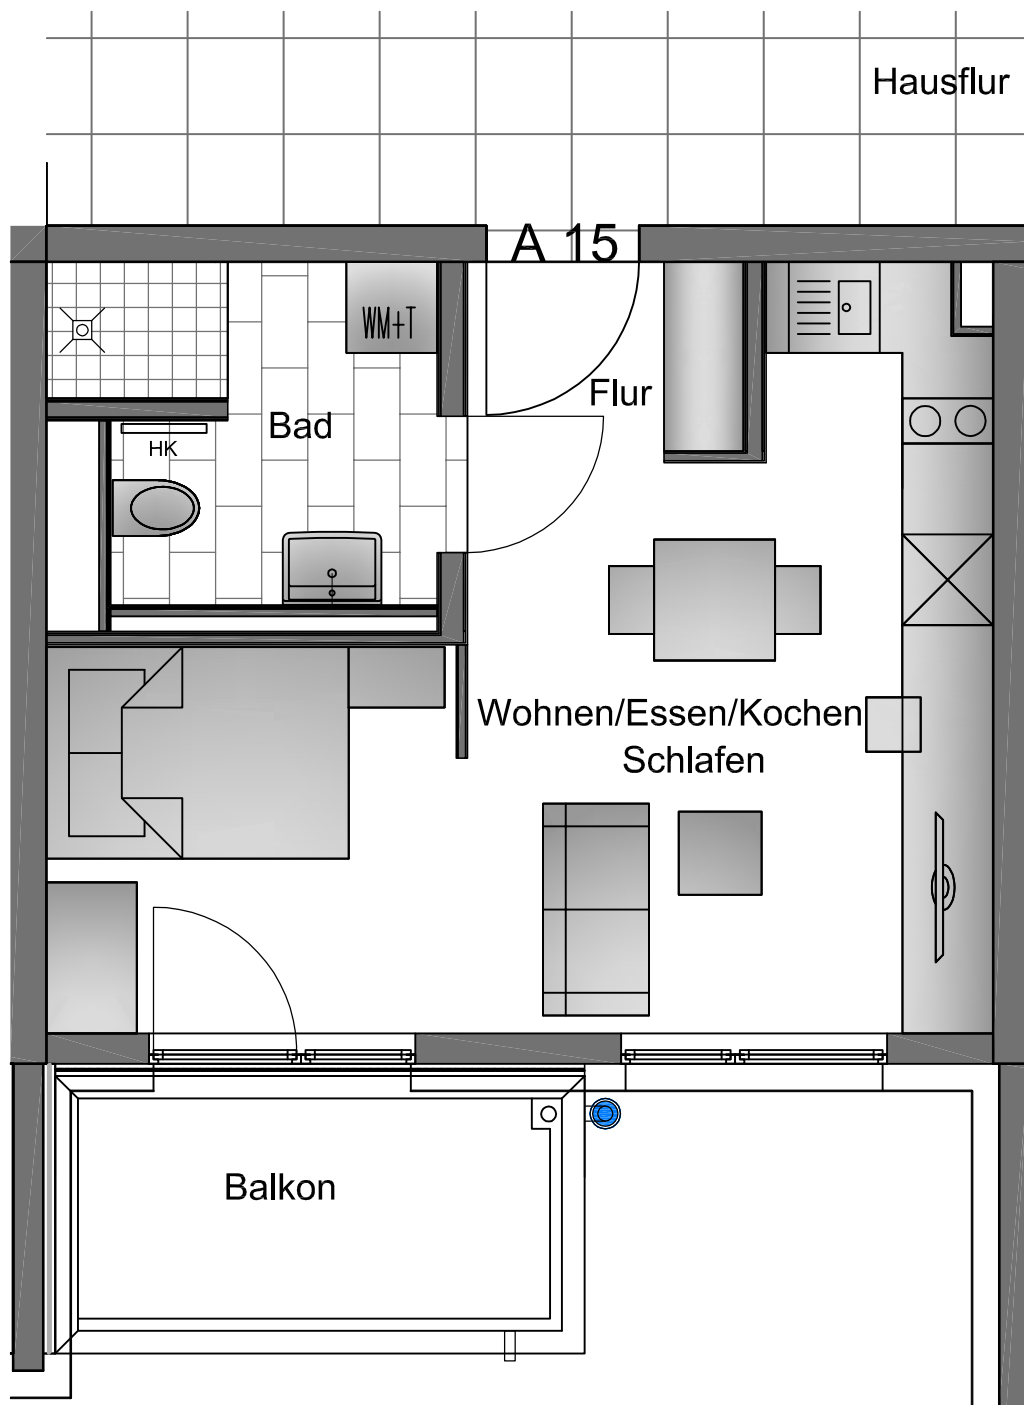 Hausflur
A 15
WM+T
Flur
Bad
HK
Wohnen/Essen/Kochen
Schlafen
Balkon